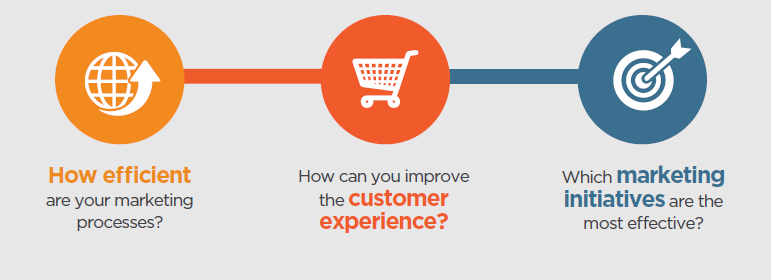 How efficient
are your marketing
processes?
How can you improve
the customer
experience?
Which marketing
initiatives are the
most effective?